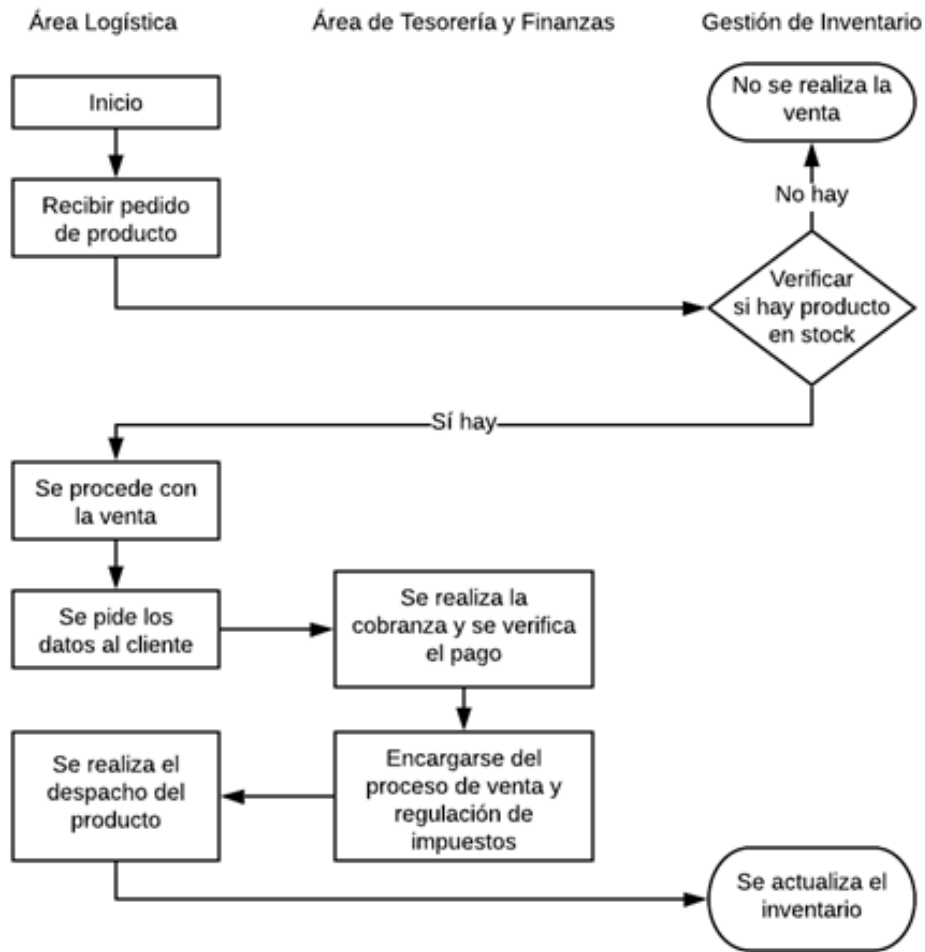 Área Logística
Área de Tesorería y Finanzas
Gestión de Inventario
Inicio
No se realiza la
venta
Recibir pedido
de producto
No hay
Verificar
si hay producto
en stock
Sí hay
Se procede con
la venta
Se pide los
datos al cliente
Se realiza la
cobranza y se verifica
el pago
Encargarse del
proceso de venta y
regulación de
impuestos
Se realiza el
despacho del
producto
Se actualiza el
inventario